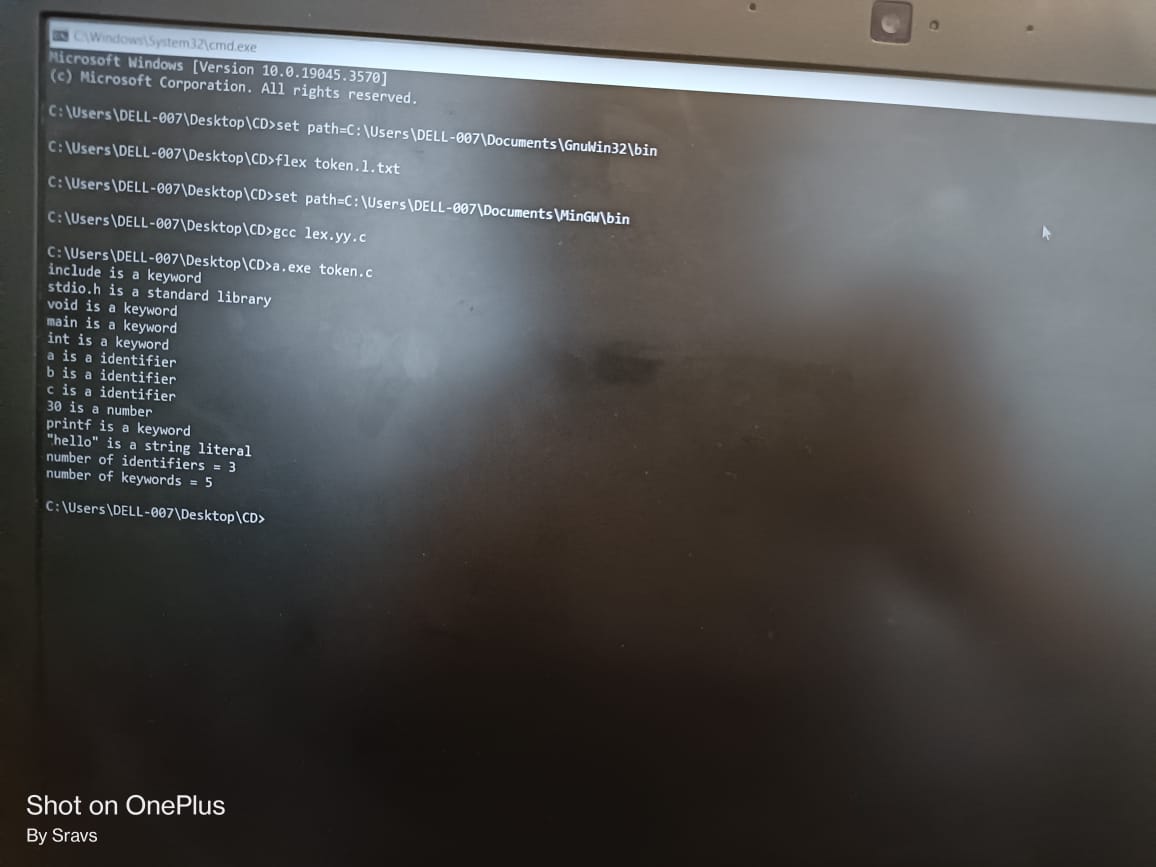 C:\Windows\System32\cmd.exe
Microsoft Windows [Version 10.0.19045.3570]
(c) Microsoft Corporation. All rights reserved.
C:\Users\DELL-007\Desktop\CD>set path=C:\Users\DELL-007\Documents\GnuWin32\bin
C:\Users\DELL-007\Desktop\CD>flex token.l.txt
C:\Users\DELL-007\Desktop\CD>set path=C:\Users\DELL-007\Documents\MinGW\bin
C:\Users\DELL-007\Desktop\CD>gcc lex.yy.c
C:\Users\DELL-007\Desktop\CD>a.exe token.c
include is a keyword
stdio.h is a standard library
void is a keyword
main is a keyword
int is a keyword
a is a identifier
b is a identifier
c is a identifier
30 is a number
printf is a keyword
"hello" is a string literal
number of identifiers = 3
number of keywords = 5
C:\Users\DELL-007\Desktop\CD>
Shot on OnePlus
By Sravs